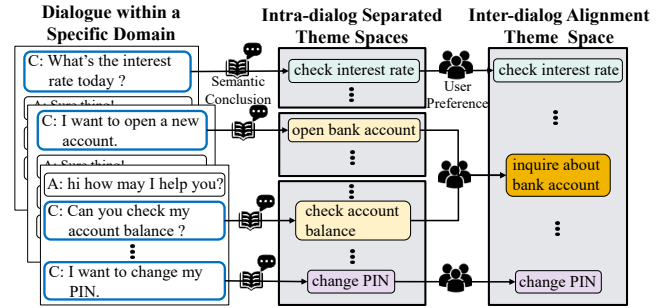 Dialogue within a
Specific Domain
Intra-dialog Separated
Theme Spaces
Inter-dialog Alignment
Theme Space
C: What's the interest
rate today ?
A: Sure thing!
C: I want to open a new
account.
A: Sure thing!
A: hi how may I help you?
C: Can you check my
account balance ?
C: I want to change my
PIN.
Semantic
Conclusion
check interest rate
open bank account
check account
balance
change PIN
User
Preference
check interest rate
inquire about
bank account
change PIN